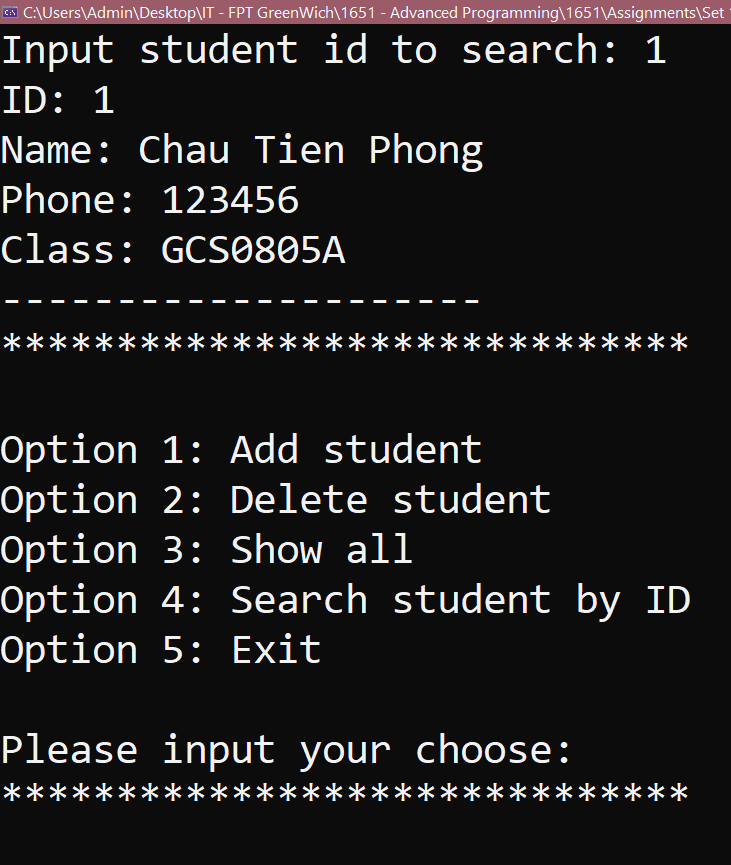 C:\Users\Admin\Desktop\IT - FPT GreenWich\1651 - Advanced Programming\1651\Assignments\Set
Input student id to search: 1
ID: 1
Name: Chau Tien Phong
Phone: 123456
Class: GCS0805A
---------------------
******************************
Option 1: Add student
Option 2: Delete student
Option 3: Show all
Option 4: Search student by ID
Option 5: Exit
Please input your choose:
******************************